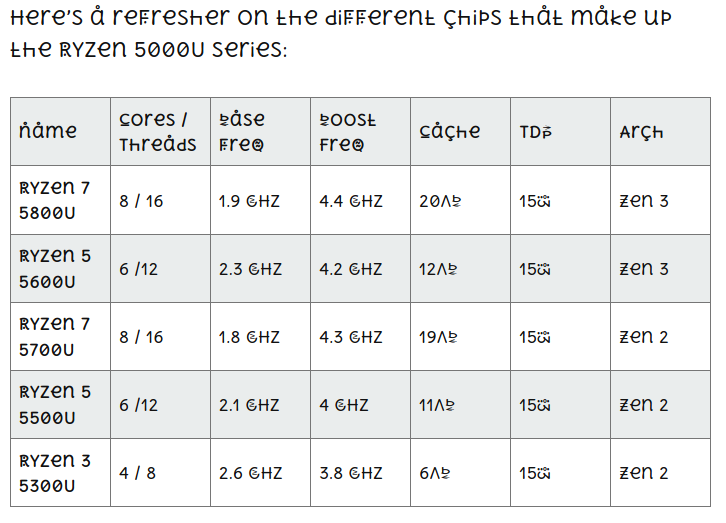 Here's a refresher on the different chips that make up
the Ryzen 5000U series:
Name Cores / Threads Base Freq Boost Freq Cache TDP Arch
Ryzen 7 5800U 8 / 16 1.9 GHz 4.4 GHz 20MB 15W Zen 3
Ryzen 5 5600U 6 /12 2.3 GHz 4.2 GHz 12MB 15W Zen 3
Ryzen 7 5700U 8 / 16 1.8 GHz 4.3 GHz 19MB 15W Zen 2
Ryzen 5 5500U 6 /12 2.1 GHz 4 GHz 11MB 15W Zen 2
Ryzen 3 5300U 4 / 8 2.6 GHz 3.8 GHz 6MB 15W Zen 2